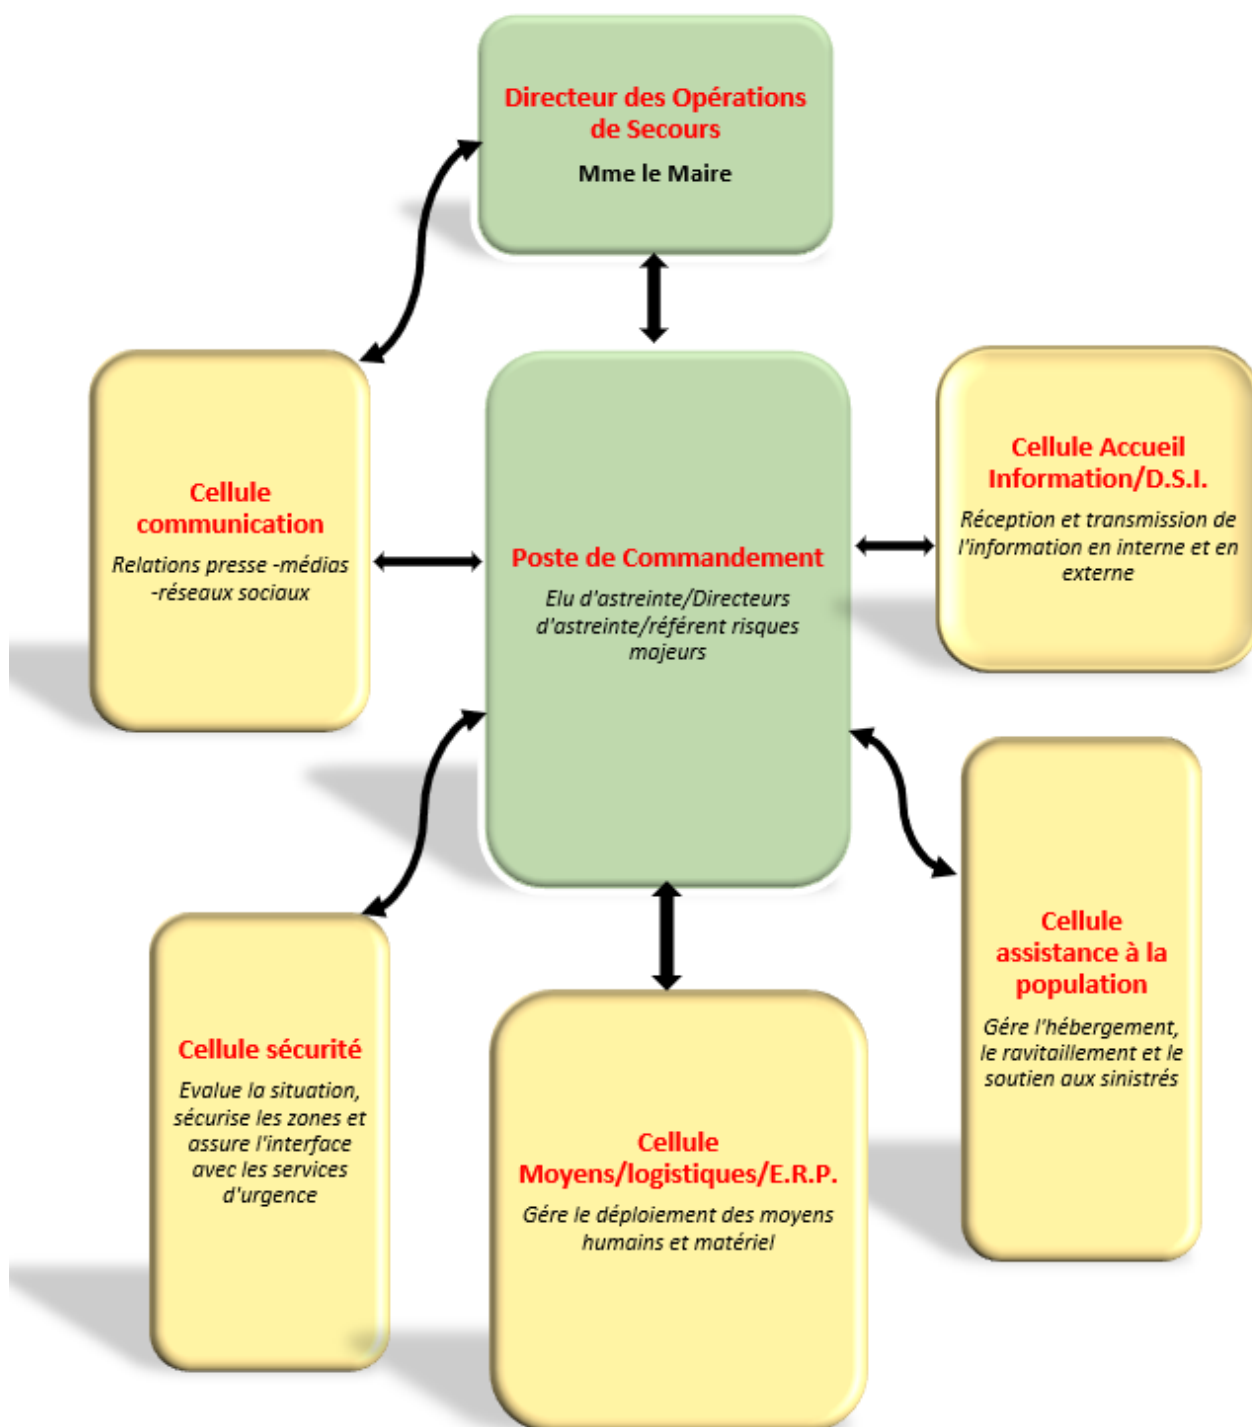 Directeur des Opérations
de Secours
Mme le Maire
Cellule
communication
Relations presse -médias
-réseaux sociaux
Poste de Commandement
Elu d'astreinte/Directeurs
d'astreinte/référent risques
majeurs
Cellule Accueil
Information/D.S.I.
Réception et transmission de
l'information en interne et en
externe
Cellule sécurité
Evalue la situation,
sécurise les zones et
assure l'interface
avec les services
d'urgence
Cellule
Moyens/logistiques/E.R.P.
Gére le déploiement des moyens
humains et matériel
Cellule
assistance à la
population
Gére l'hébergement,
le ravitaillement et le
soutien aux sinistrés